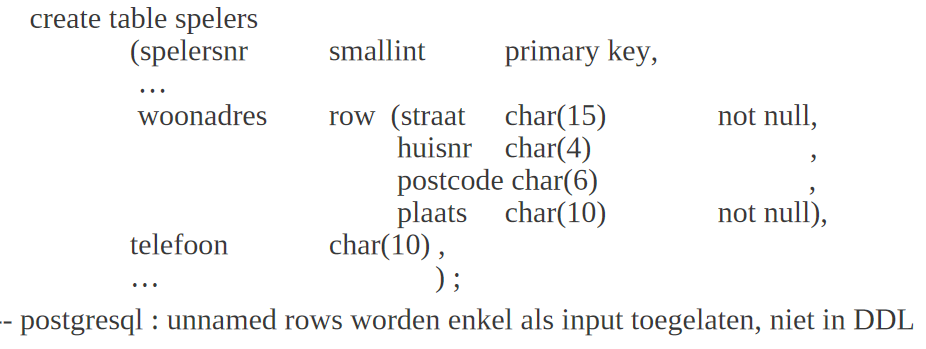 create table spelers
(spelersnr smallint primary key,
…
woonadres row (straat char(15) not null,
huisnr char(4) ,
postcode char(6) ,
plaats char(10) not null),
telefoon char(10) ,
… ) ;
-- postgresql : unnamed rows worden enkel als input toegelaten, niet in DDL